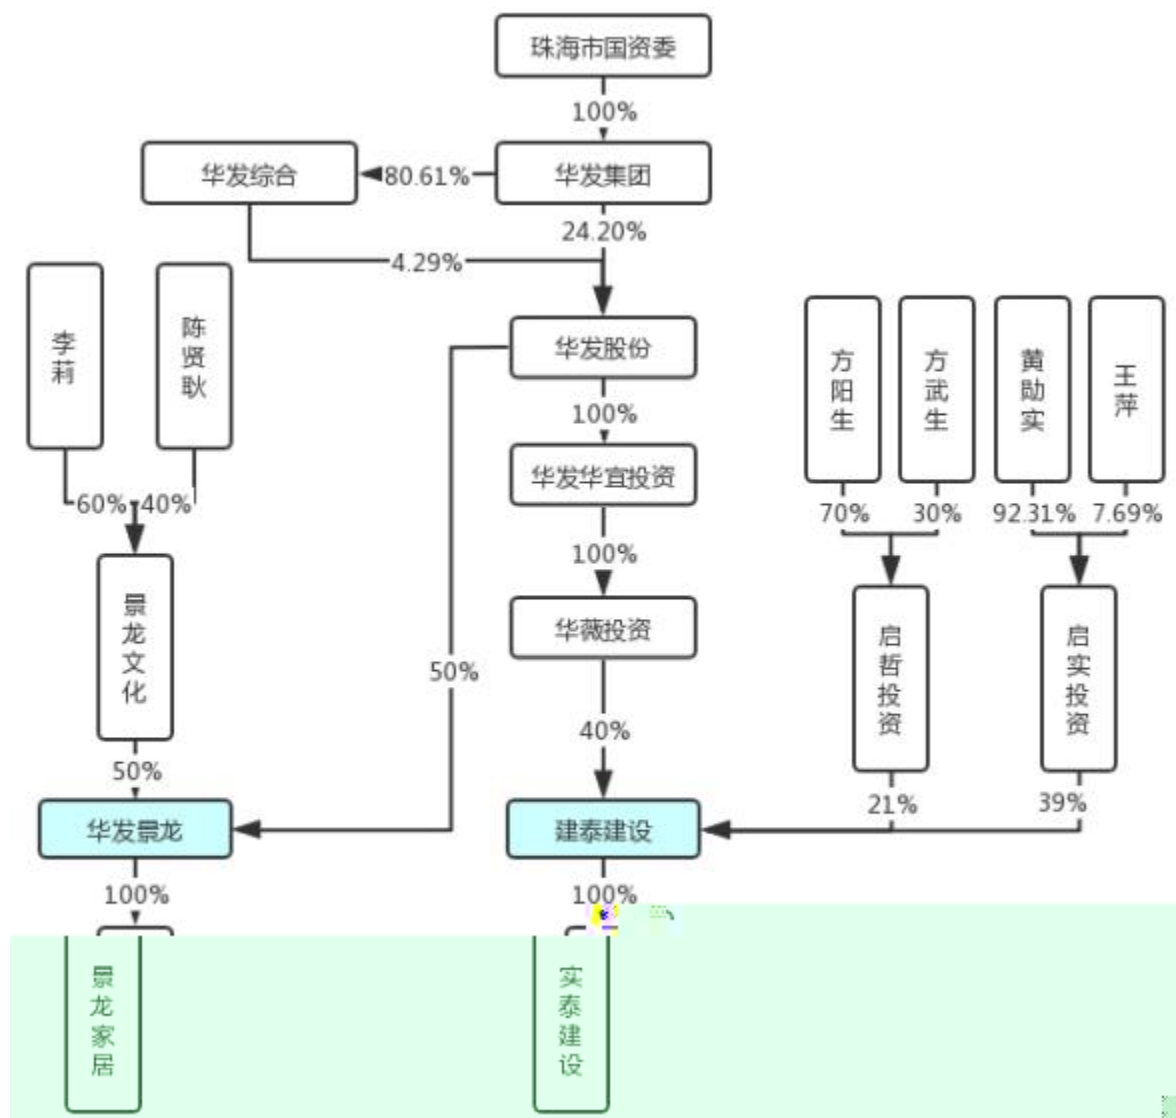 珠海市国资委
100%
华发综合
80.61%
华发集团
24.20%
4.29%
李莉
陈贤耿
华发股份
方阳生
方武生
黄勋实
王萍
100%
华发华宜投资
60%
40%
70%
30%
92.31%
7.69%
100%
景龙文化
华薇投资
启哲投资
启实投资
50%
40%
50%
21%
39%
华发景龙
建泰建设
100%
100%
景龙家居
实泰建设